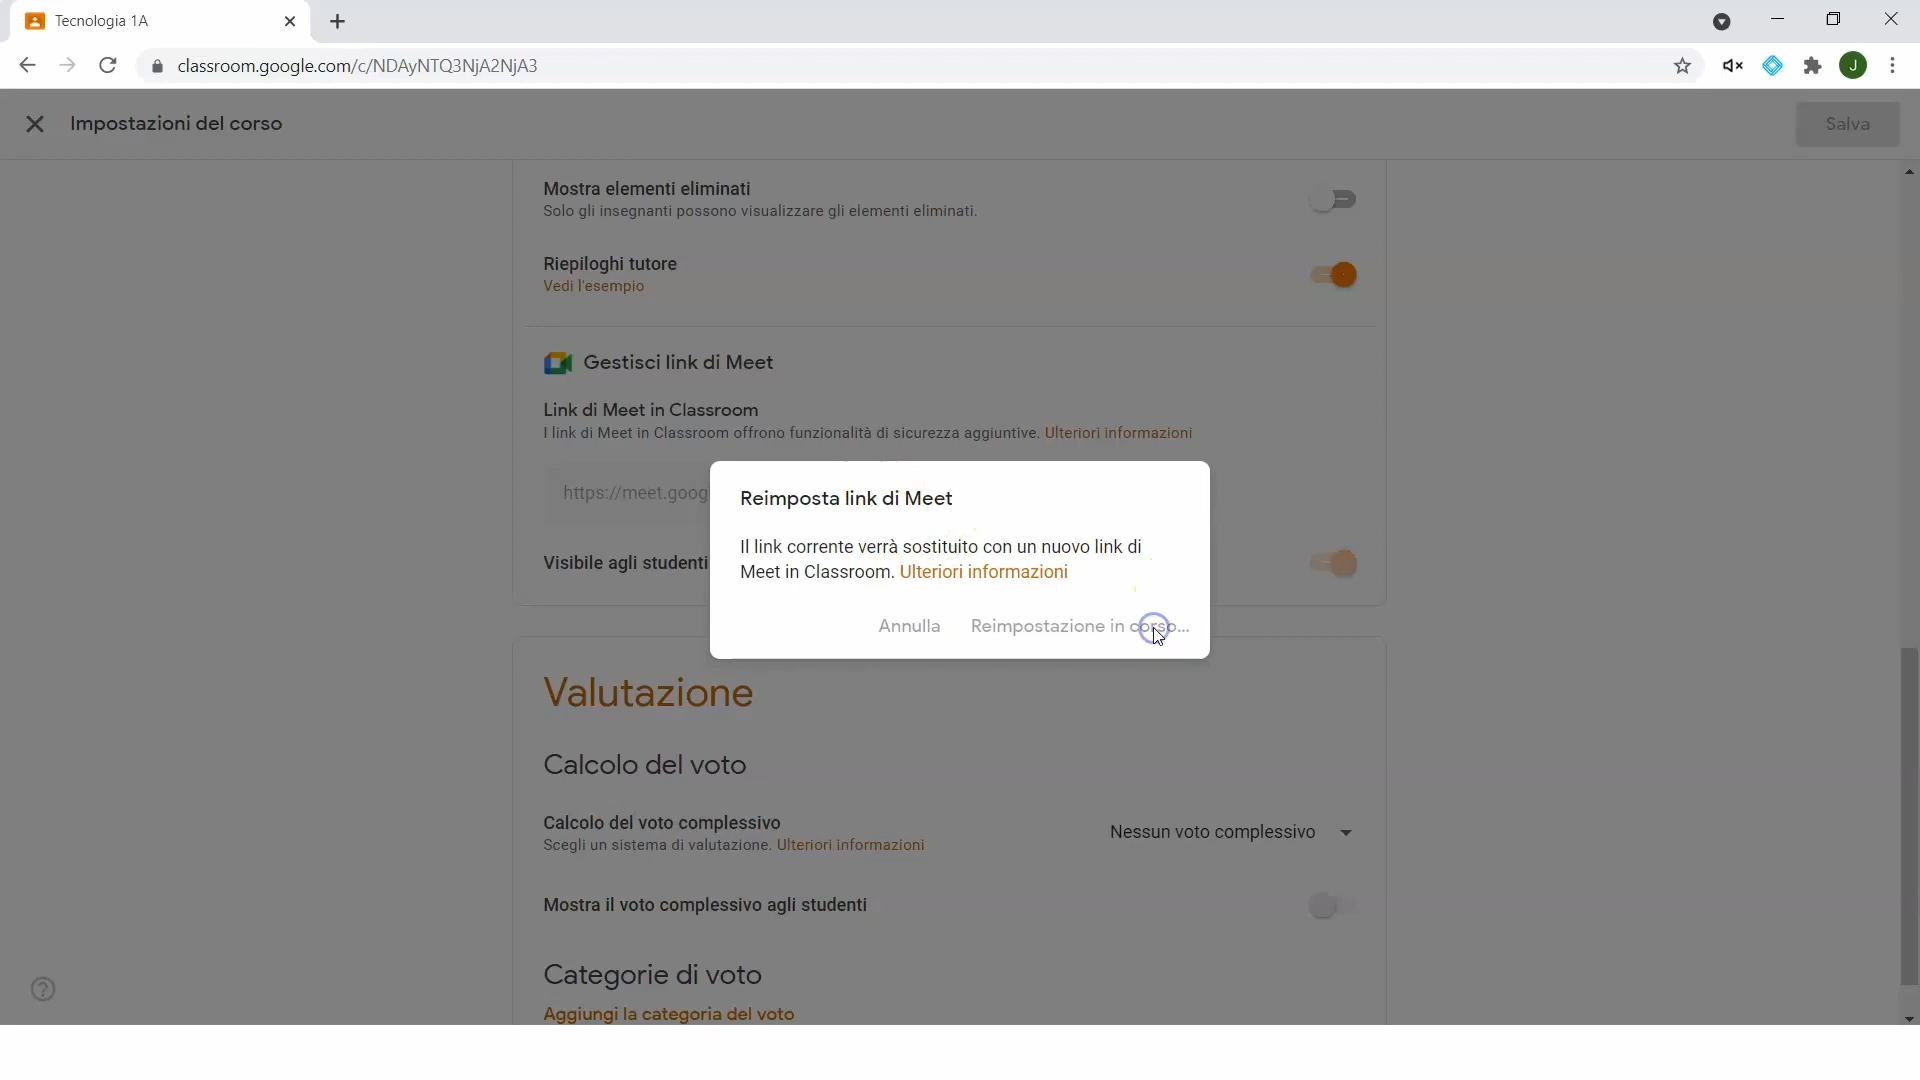 Tecnologia 1A
classroom.google.com/c/NDAyNTQ3NjA2NjA3
J
Impostazioni del corso
Salva
Mostra elementi eliminati
Solo gli insegnanti possono visualizzare gli elementi eliminati.
Riepiloghi tutore
Vedi l'esempio
Gestisci link di Meet
Link di Meet in Classroom
I link di Meet in Classroom offrono funzionalità di sicurezza aggiuntive. Ulteriori informazioni
https://meet.goog
Visibile agli studenti
Reimposta link di Meet
Il link corrente verrà sostituito con un nuovo link di
Meet in Classroom. Ulteriori informazioni
Annulla
Reimpostazione in corso...
Valutazione
Calcolo del voto
Calcolo del voto complessivo
Scegli un sistema di valutazione. Ulteriori informazioni
Nessun voto complessivo
Mostra il voto complessivo agli studenti
Categorie di voto
Aggiungi la categoria del voto